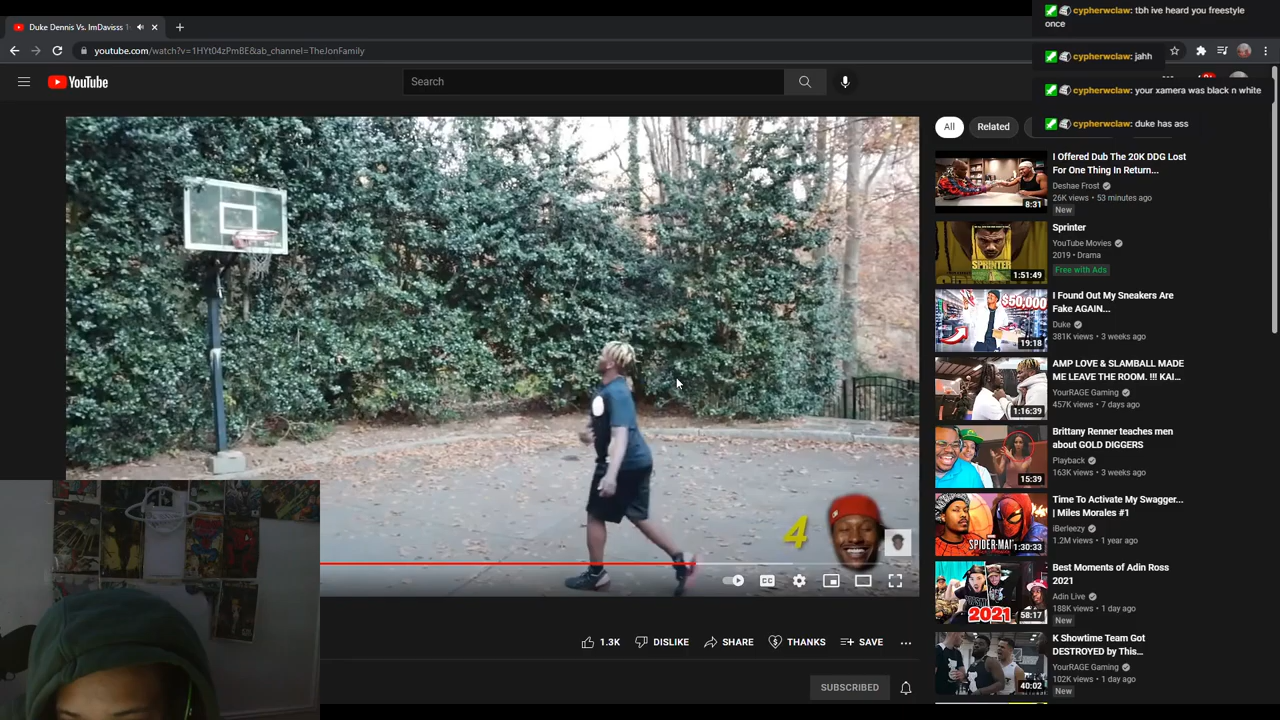 Duke Dennis Vs. ImDavisss 1
youtube.com/watch?v=1HYt04zPmBE&ab_channel=TheJonFamily
cypherwclaw: tbh ive heard you freestyle
once
cypherwclaw: jahh
cypherwclaw: your xamera was black n white
cypherwclaw: duke has ass
YouTube
Search
All
Related
I Offered Dub The 20K DDG Lost
For One Thing In Return...
Deshae Frost
26K views • 53 minutes ago
New
8:31
Sprinter
YouTube Movies
2019 • Drama
Free with Ads
SPRINTER
1:51:49
I Found Out My Sneakers Are
Fake AGAIN...
Duke
381K views • 3 weeks ago
$50,000
19:18
AMP LOVE & SLAMBALL MADE
ME LEAVE THE ROOM. !!! KAI...
YourRAGE Gaming
457K views • 7 days ago
1:16:39
Brittany Renner teaches men
about GOLD DIGGERS
Playback
163K views • 3 weeks ago
15:39
Time To Activate My Swagger...
| Miles Morales #1
iBerleezy
1.2M views • 1 year ago
SPIDER-MAN
1:30:33
Best Moments of Adin Ross
2021
Adin Live
188K views • 1 day ago
New
2021
58:17
K Showtime Team Got
DESTROYED by This...
YourRAGE Gaming
102K views • 1 day ago
New
40:02
4
CC
1.3K
DISLIKE
SHARE
THANKS
SAVE
SUBSCRIBED